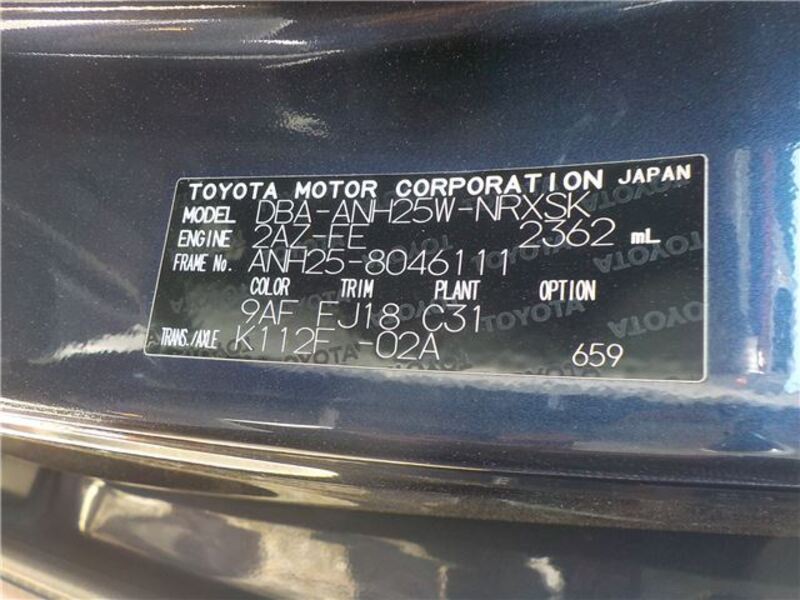 TOYOTA MOTOR CORPORATION JAPAN
MODEL DBA-ANH25W-NRXSK
ENGINE 2AZ-FE 2362 mL
FRAME No. ANH25-8046111
COLOR TRIM PLANT OPTION
9AF FJ18 C31
TRANS./AXLE K112F -02A
659